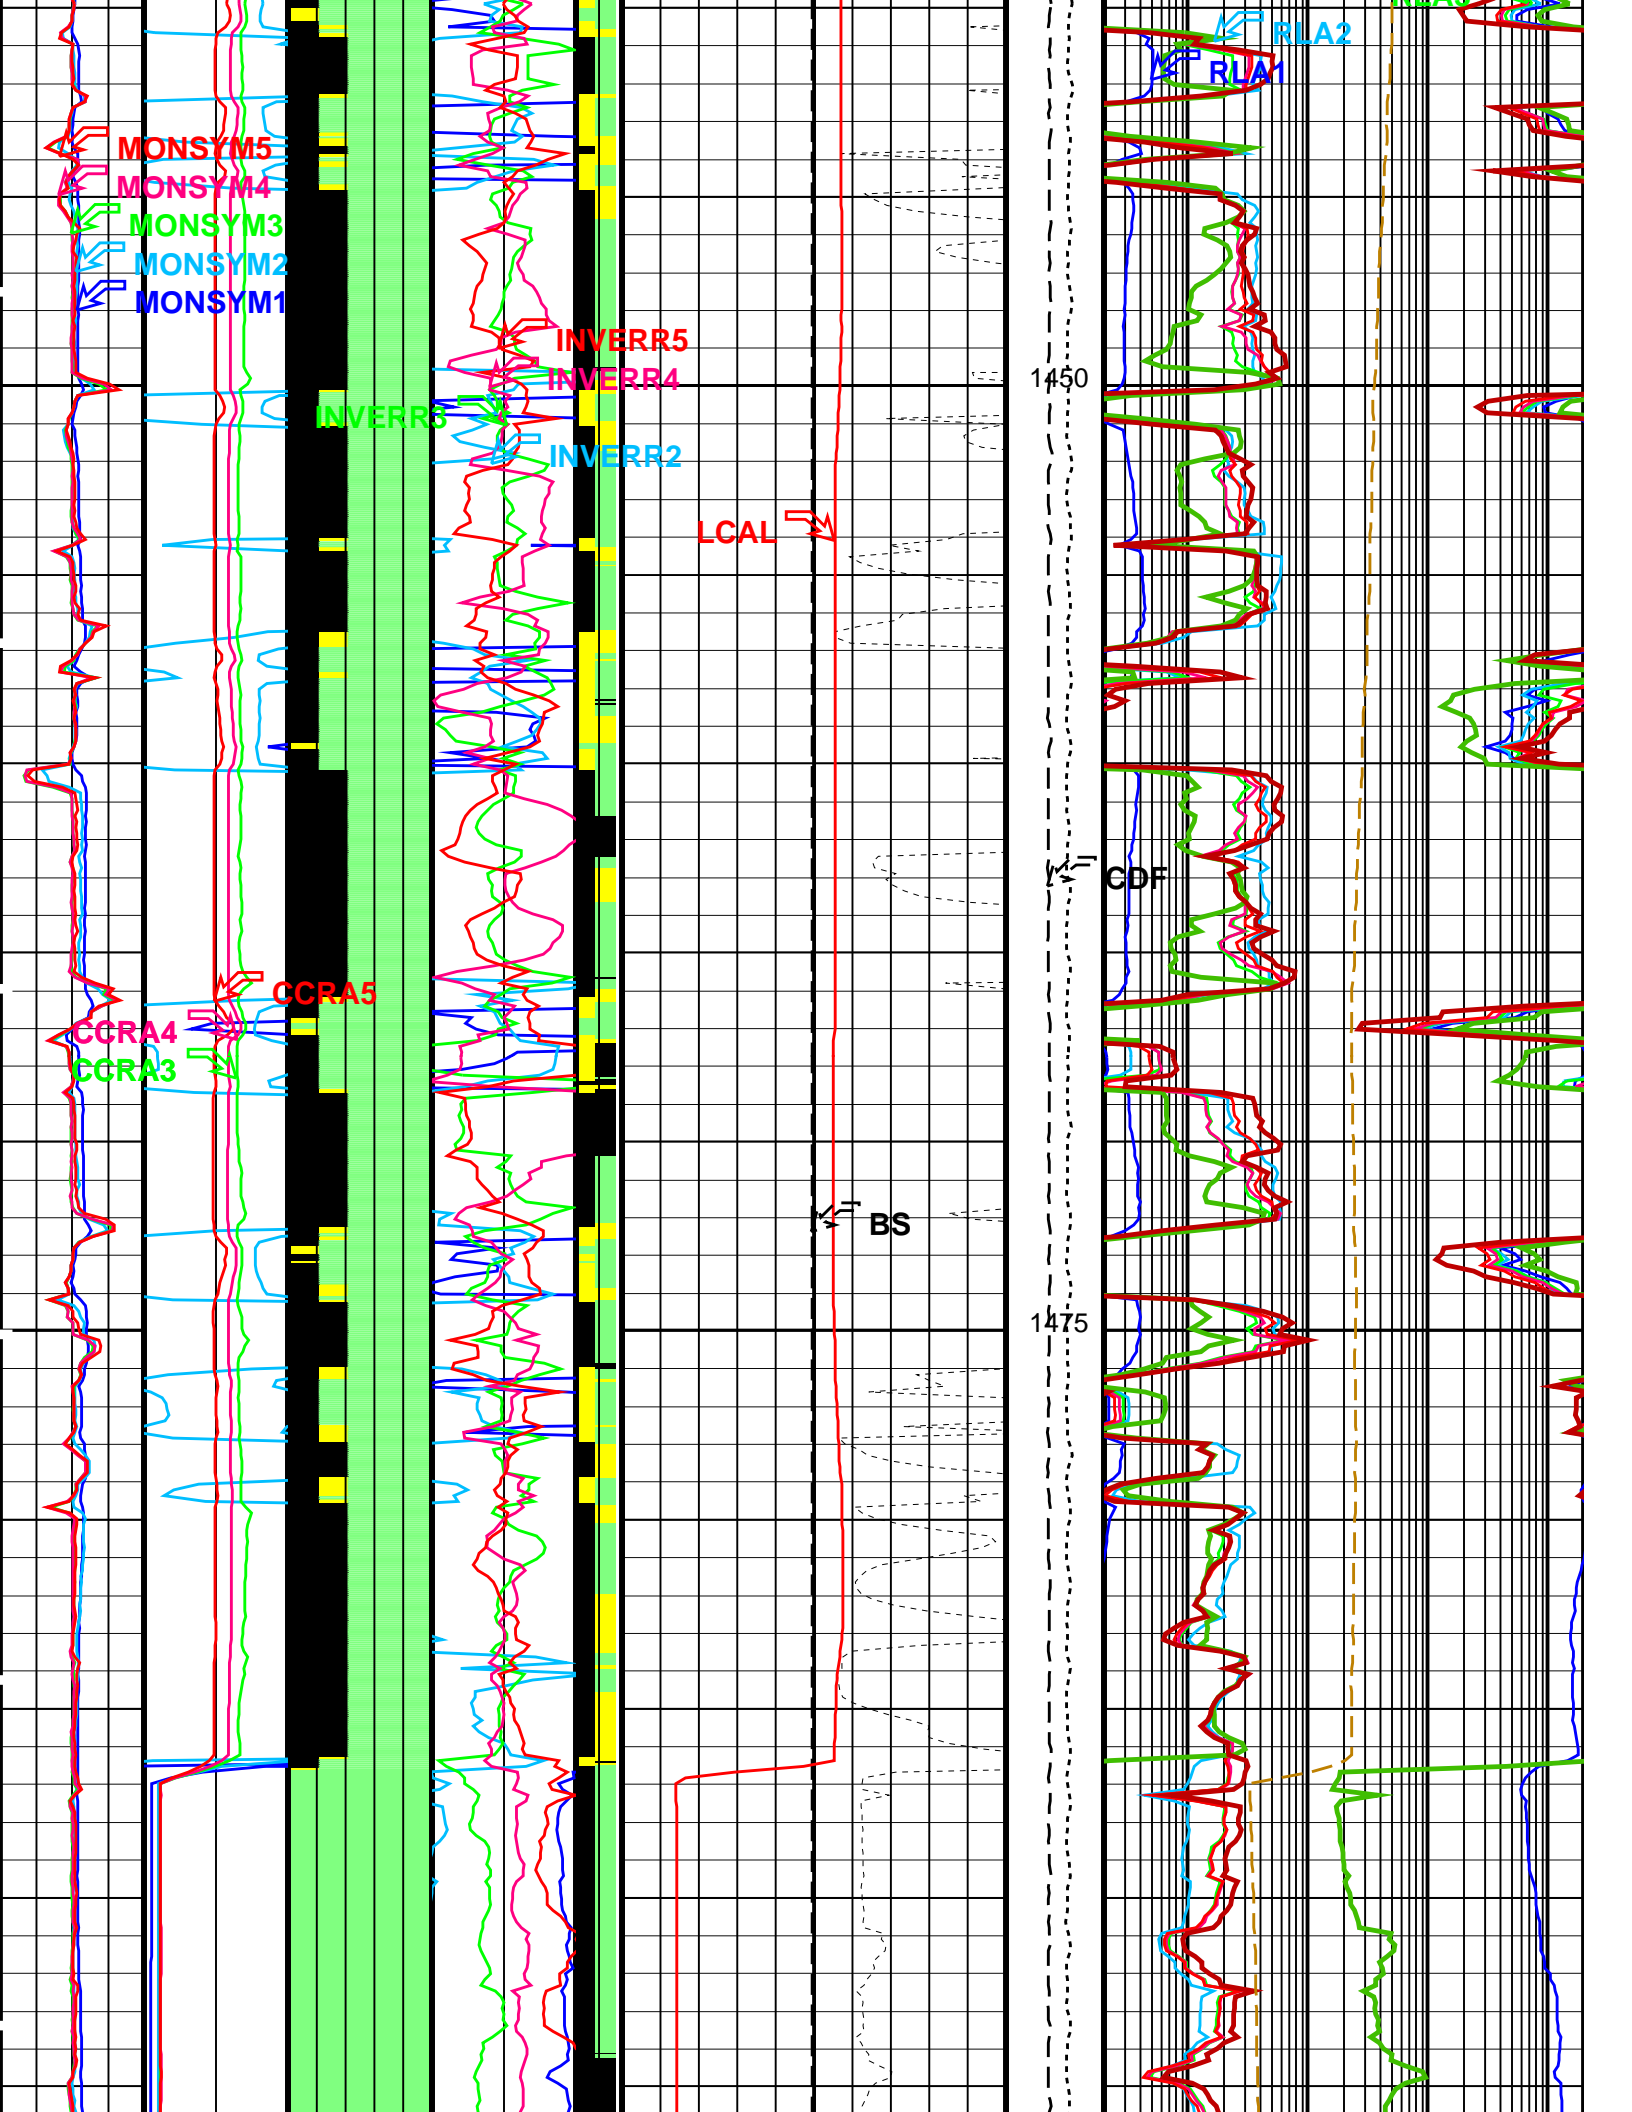 RLA3
RLA2
RLA1
MONSYM5
MONSYM4
MONSYM3
MONSYM2
MONSYM1
INVERR5
INVERR4
1450
INVERR3
INVERR2
LCAL
CDF
CCRA5
CCRA4
CCRA3
BS
1475